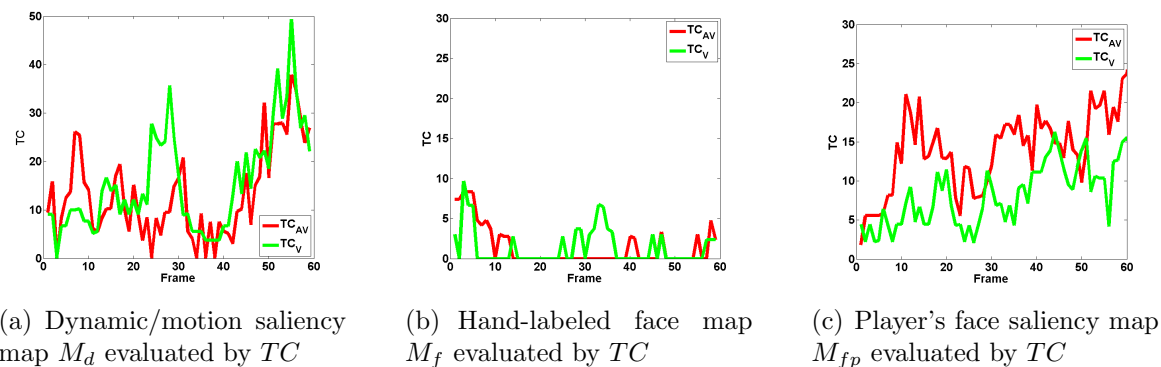 50
40
30
20
10
0
TC
0 10 20 30 40 50 60
Frame
TC_AV
TC_V
30
25
20
15
10
5
0
TC
0 10 20 30 40 50 60
Frame
TC_AV
TC_V
30
25
20
15
10
5
0
TC
0 10 20 30 40 50 60
Frame
TC_AV
TC_V
(a) Dynamic/motion saliency
map M_d evaluated by TC
(b) Hand-labeled face map
M_f evaluated by TC
(c) Player's face saliency map
M_fp evaluated by TC